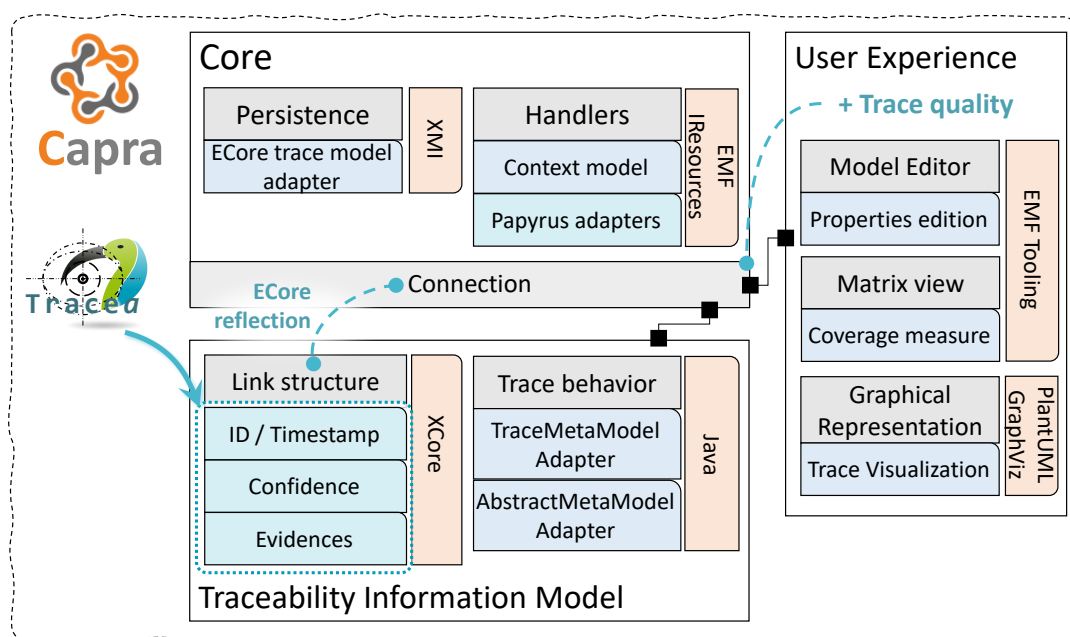 Capra
Tracea
Core
Persistence
ECore trace model
adapter
XMI
Handlers
Context model
Papyrus adapters
EMF
IResources
Connection
ECore
reflection
+ Trace quality
User Experience
Model Editor
Properties edition
Matrix view
Coverage measure
EMF Tooling
Graphical
Representation
Trace Visualization
PlantUML
GraphViz
Link structure
ID / Timestamp
Confidence
Evidences
XCore
Trace behavior
TraceMetaModel
Adapter
AbstractMetaModel
Adapter
Java
Traceability Information Model